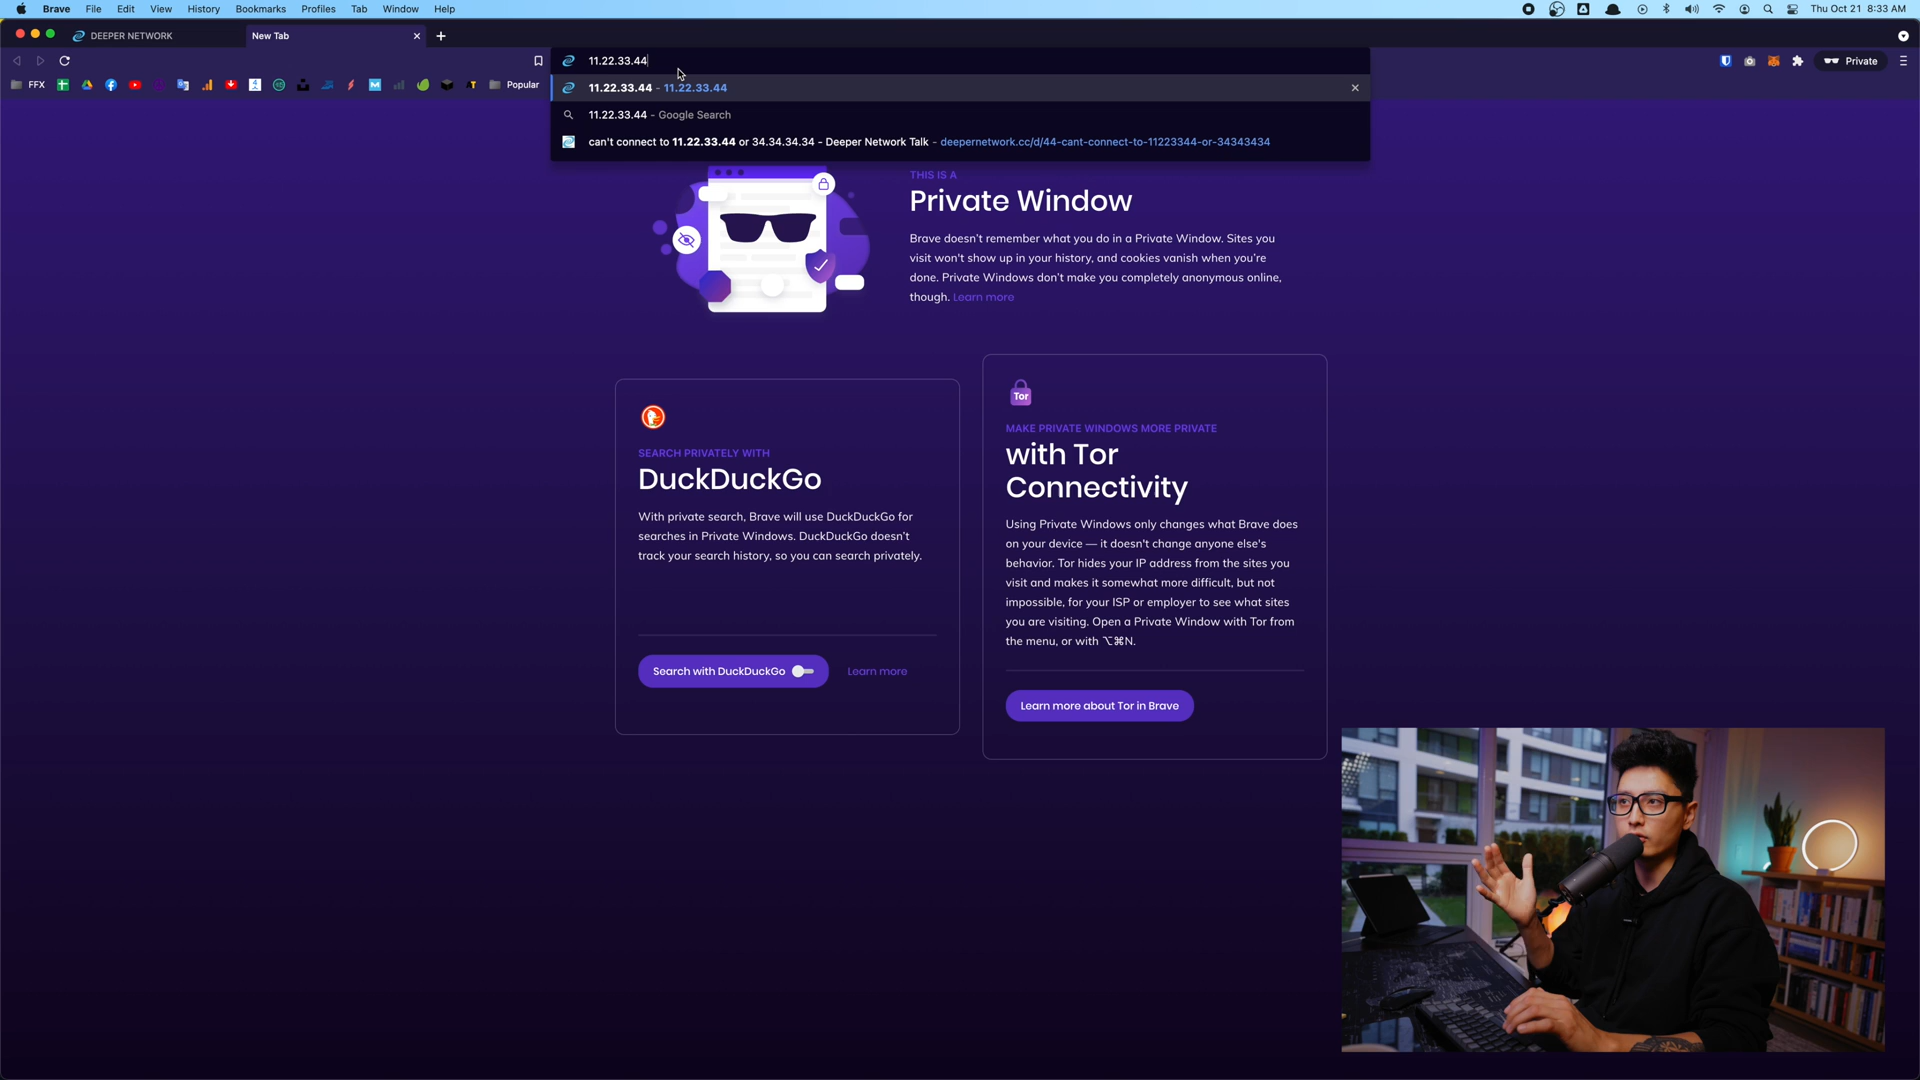 Brave File Edit View History Bookmarks Profiles Tab Window Help
Thu Oct 21 8:33 AM
DEEPER NETWORK
New Tab
11.22.33.44
Private
FFX
Popular
11.22.33.44 - 11.22.33.44
11.22.33.44 - Google Search
can't connect to 11.22.33.44 or 34.34.34.34 - Deeper Network Talk - deepernetwork.cc/d/44-cant-connect-to-11223344-or-34343434
THIS IS A
Private Window
Brave doesn't remember what you do in a Private Window. Sites you
visit won't show up in your history, and cookies vanish when you're
done. Private Windows don't make you completely anonymous online,
though. Learn more
SEARCH PRIVATELY WITH
DuckDuckGo
With private search, Brave will use DuckDuckGo for
searches in Private Windows. DuckDuckGo doesn't
track your search history, so you can search privately.
Search with DuckDuckGo
Learn more
Tor
MAKE PRIVATE WINDOWS MORE PRIVATE
with Tor
Connectivity
Using Private Windows only changes what Brave does
on your device — it doesn't change anyone else's
behavior. Tor hides your IP address from the sites you
visit and makes it somewhat more difficult, but not
impossible, for your ISP or employer to see what sites
you are visiting. Open a Private Window with Tor from
the menu, or with ⌥⌘N.
Learn more about Tor in Brave